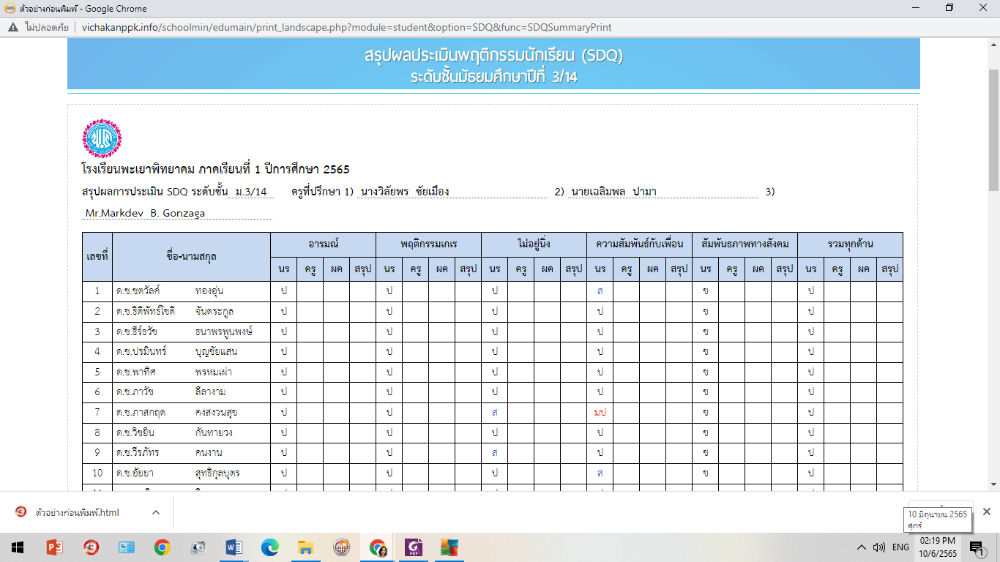 ตัวอย่างก่อนพิมพ์ - Google Chrome
ไม่ปลอดภัย vichakanppk.info/schoolmin/edumain/print_landscape.php?module=student&option=SDQ&func=SDQSummaryPrint
สรุปผลประเมินพฤติกรรมนักเรียน (SDQ)
ระดับชั้นมัธยมศึกษาปีที่ 3/14
โรงเรียนพะเยาพิทยาคม ภาคเรียนที่ 1 ปีการศึกษา 2565
สรุปผลการประเมิน SDQ ระดับชั้น ม.3/14 ครูที่ปรึกษา 1) นางวิลัยพร ชัยเมือง 2) นายเฉลิมพล ปามา 3)
Mr.Markdev B. Gonzaga
เลขที่ ชื่อ-นามสกุล อารมณ์ พฤติกรรมเกเร ไม่อยู่นิ่ง ความสัมพันธ์กับเพื่อน สัมพันธภาพทางสังคม รวมทุกด้าน
นร ครู ผค สรุป นร ครู ผค สรุป นร ครู ผค สรุป นร ครู ผค สรุป นร ครู ผค สรุป นร ครู ผค สรุป
1 ด.ช.ชตวัลค์ ทองอุ่น ป ป ป ส ข ป
2 ด.ช.ธิติพัทธ์โชติ จันตระกูล ป ป ป ป ข ป
3 ด.ช.ธีร์ธวัช ธนาพรพูนพงษ์ ป ป ป ป ข ป
4 ด.ช.ปรมินทร์ บุญชัยแสน ป ป ป ป ข ป
5 ด.ช.พาทิศ พรหมเผ่า ป ป ป ป ข ป
6 ด.ช.ภาวัช ลีลางาม ป ป ป ป ข ป
7 ด.ช.ภาสกฤต คงสงวนสุข ป ป ส มป ข ป
8 ด.ช.วิชยิน กันทายวง ป ป ป ป ข ป
9 ด.ช.วีรภัทร คนงาน ป ป ส ป ข ป
10 ด.ช.อัยยา สุทธิกุลบุตร ป ป ป ส ข ป
ตัวอย่างก่อนพิมพ์.html
10 มิถุนายน 2565
ศุกร์
ENG 02:19 PM
10/6/2565
1